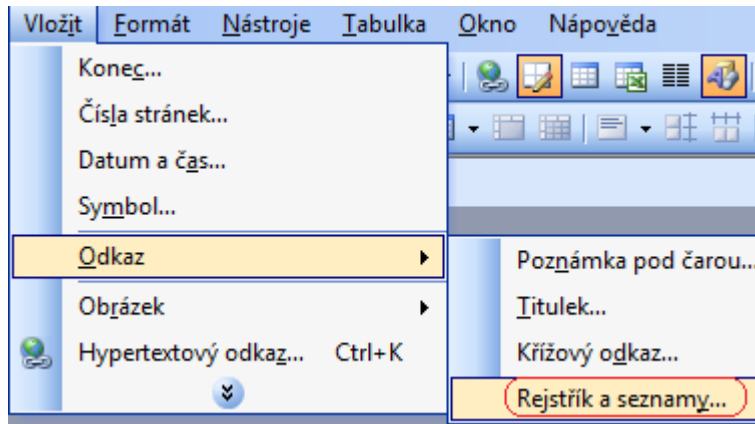 Vložit Formát Nástroje Tabulka Okno Nápověda
Konec...
Čísla stránek...
Datum a čas...
Symbol...
Odkaz
Poznámka pod čarou...
Obrázek
Titulek...
Hypertextový odkaz... Ctrl+K
Křížový odkaz...
Rejstřík a seznamy...